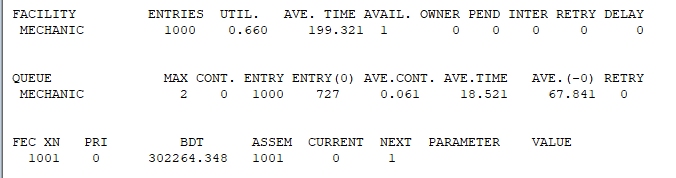 FACILITY ENTRIES UTIL. AVE. TIME AVAIL. OWNER PEND INTER RETRY DELAY
MECHANIC 1000 0.660 199.321 1 0 0 0 0 0
QUEUE MAX CONT. ENTRY ENTRY(0) AVE.CONT. AVE.TIME AVE.(-0) RETRY
MECHANIC 2 0 1000 727 0.061 18.521 67.841 0
FEC XN PRI BDT ASSEM CURRENT NEXT PARAMETER VALUE
1001 0 302264.348 1001 0 1